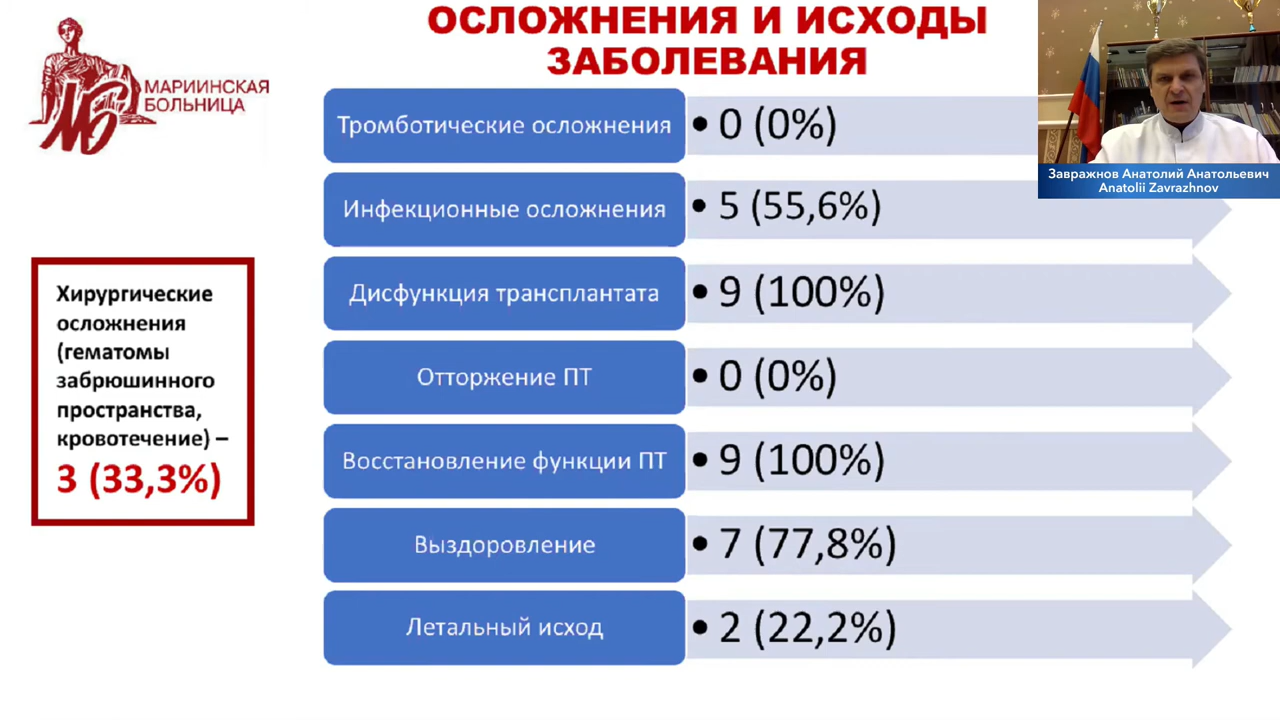 МАРИИНСКАЯ
БОЛЬНИЦА
ОСЛОЖНЕНИЯ И ИСХОДЫ
ЗАБОЛЕВАНИЯ
Завражнов Анатолий Анатольевич
Anatolii Zavrazhnov
Тромботические осложнения
• 0 (0%)
Инфекционные осложнения
• 5 (55,6%)
Дисфункция трансплантата
• 9 (100%)
Отторжение ПТ
• 0 (0%)
Восстановление функции ПТ
• 9 (100%)
Выздоровление
• 7 (77,8%)
Летальный исход
• 2 (22,2%)
Хирургические
осложнения
(гематомы
забрюшинного
пространства,
кровотечение) –
3 (33,3%)